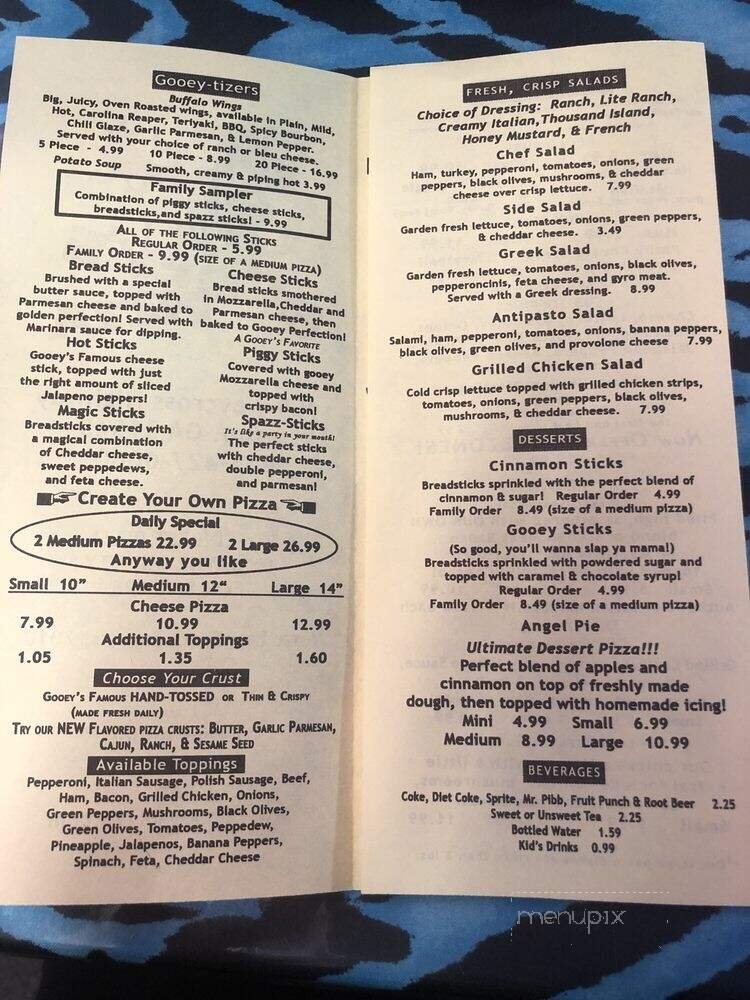 Gooey-tizers
Buffalo Wings
Big, Juicy, Oven Roasted wings, available in Plain, Mild,
Hot, Carolina Reaper, Teriyaki, BBQ, Spicy Bourbon,
Chili Glaze, Garlic Parmesan, & Lemon Pepper.
Served with your choice of ranch or bleu cheese.
5 Piece - 4.99 10 Piece - 8.99 20 Piece - 16.99
Potato Soup Smooth, creamy & piping hot 3.99
Family Sampler
Combination of piggy sticks, cheese sticks,
breadsticks,and spazz sticks! - 9.99
All of the following Sticks
Regular Order - 5.99
Family Order - 9.99 (size of a medium pizza)
Bread Sticks
Brushed with a special
butter sauce, topped with
Parmesan cheese and baked to
golden perfection! Served with
Marinara sauce for dipping.
Hot Sticks
Gooey's Famous cheese
stick, topped with just
the right amount of sliced
Jalapeno peppers!
Magic Sticks
Breadsticks covered with
a magical combination
of Cheddar cheese,
sweet peppedews,
and feta cheese.
Cheese Sticks
Bread sticks smothered
in Mozzarella,Cheddar and
Parmesan cheese, then
baked to Gooey Perfection!
A Gooey's Favorite
Piggy Sticks
Covered with gooey
Mozzarella cheese and
topped with
crispy bacon!
Spazz-Sticks
It's like a party in your mouth!
The perfect sticks
with cheddar cheese,
double pepperoni,
and parmesan!
Create Your Own Pizza
Daily Special
2 Medium Pizzas 22.99 2 Large 26.99
Anyway you like
Small 10" Medium 12" Large 14"
Cheese Pizza
7.99 10.99 12.99
Additional Toppings
1.05 1.35 1.60
Choose Your Crust
Gooey's Famous HAND-TOSSED or Thin & Crispy
(made fresh daily)
Try our NEW Flavored pizza crusts: Butter, Garlic Parmesan,
Cajun, Ranch, & Sesame Seed
Available Toppings
Pepperoni, Italian Sausage, Polish Sausage, Beef,
Ham, Bacon, Grilled Chicken, Onions,
Green Peppers, Mushrooms, Black Olives,
Green Olives, Tomatoes, Peppedew,
Pineapple, Jalapenos, Banana Peppers,
Spinach, Feta, Cheddar Cheese
FRESH, CRISP SALADS
Choice of Dressing: Ranch, Lite Ranch,
Creamy Italian,Thousand Island,
Honey Mustard, & French
Chef Salad
Ham, turkey, pepperoni, tomatoes, onions, green
peppers, black olives, mushrooms, & cheddar
cheese over crisp lettuce. 7.99
Side Salad
Garden fresh lettuce, tomatoes, onions, green peppers,
& cheddar cheese. 3.49
Greek Salad
Garden fresh lettuce, tomatoes, onions, black olives,
pepperoncinis, feta cheese, and gyro meat.
Served with a Greek dressing. 8.99
Antipasto Salad
Salami, ham, pepperoni, tomatoes, onions, banana peppers,
black olives, green olives, and provolone cheese 7.99
Grilled Chicken Salad
Cold crisp lettuce topped with grilled chicken strips,
tomatoes, onions, green peppers, black olives,
mushrooms, & cheddar cheese. 7.99
DESSERTS
Cinnamon Sticks
Breadsticks sprinkled with the perfect blend of
cinnamon & sugar! Regular Order 4.99
Family Order 8.49 (size of a medium pizza)
Gooey Sticks
(So good, you'll wanna slap ya mama!)
Breadsticks sprinkled with powdered sugar and
topped with caramel & chocolate syrup!
Regular Order 4.99
Family Order 8.49 (size of a medium pizza)
Angel Pie
Ultimate Dessert Pizza!!!
Perfect blend of apples and
cinnamon on top of freshly made
dough, then topped with homemade icing!
Mini 4.99 Small 6.99
Medium 8.99 Large 10.99
BEVERAGES
Coke, Diet Coke, Sprite, Mr. Pibb, Fruit Punch & Root Beer 2.25
Sweet or Unsweet Tea 2.25
Bottled Water 1.59
Kid's Drinks 0.99
menupix